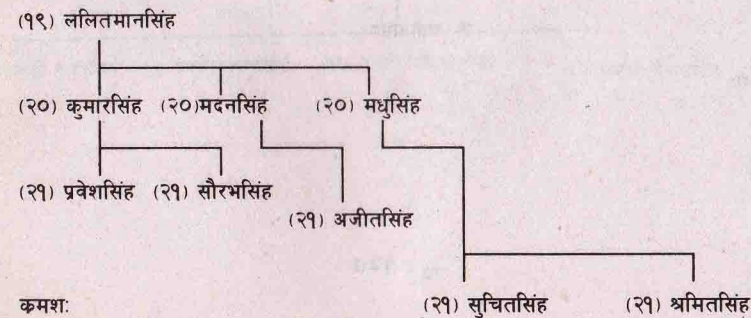 (१९) ललितमानसिंह
(२०) कुमारसिंह (२०)मदनसिंह (२०) मधुसिंह
(२१) प्रवेशसिंह (२१) सौरभसिंह
(२१) अजीतसिंह
कमशः (२१) सुचितसिंह (२१) श्रमितसिंह